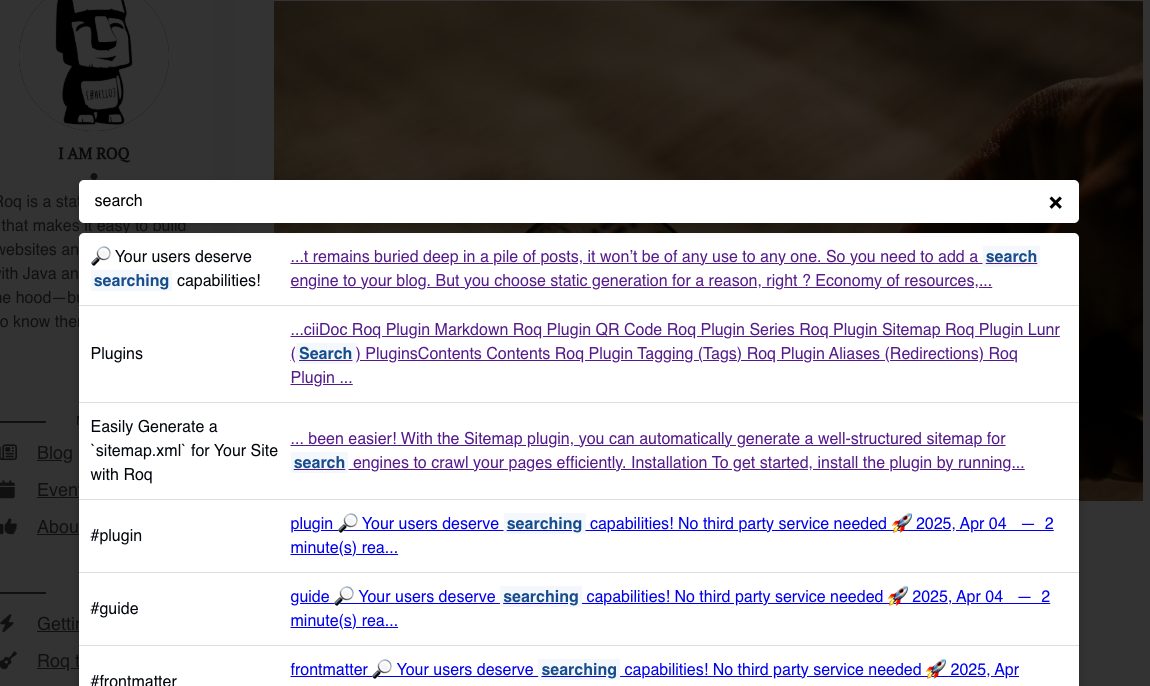 {#HELLO}
I AM ROQ
Roq is a sta
that makes it easy to build
websites an
with Java an
he hood—bu
to know the
search
🔎 Your users deserve
searching capabilities!
...t remains buried deep in a pile of posts, it won't be of any use to any one. So you need to add a search
engine to your blog. But you choose static generation for a reason, right ? Economy of resources,...
Plugins
...ciiDoc Roq Plugin Markdown Roq Plugin QR Code Roq Plugin Series Roq Plugin Sitemap Roq Plugin Lunr
( Search ) PluginsContents Contents Roq Plugin Tagging (Tags) Roq Plugin Aliases (Redirections) Roq
Plugin ...
Easily Generate a
`sitemap.xml` for Your Site
with Roq
... been easier! With the Sitemap plugin, you can automatically generate a well-structured sitemap for
search engines to crawl your pages efficiently. Installation To get started, install the plugin by running...
#plugin
plugin 🔎 Your users deserve searching capabilities! No third party service needed 🚀 2025, Apr 04 — 2
minute(s) rea...
#guide
guide 🔎 Your users deserve searching capabilities! No third party service needed 🚀 2025, Apr 04 — 2
minute(s) rea...
#frontmatter
frontmatter 🔎 Your users deserve searching capabilities! No third party service needed 🚀 2025, Apr
Blog
Even
Abou
Gettin
Roq t